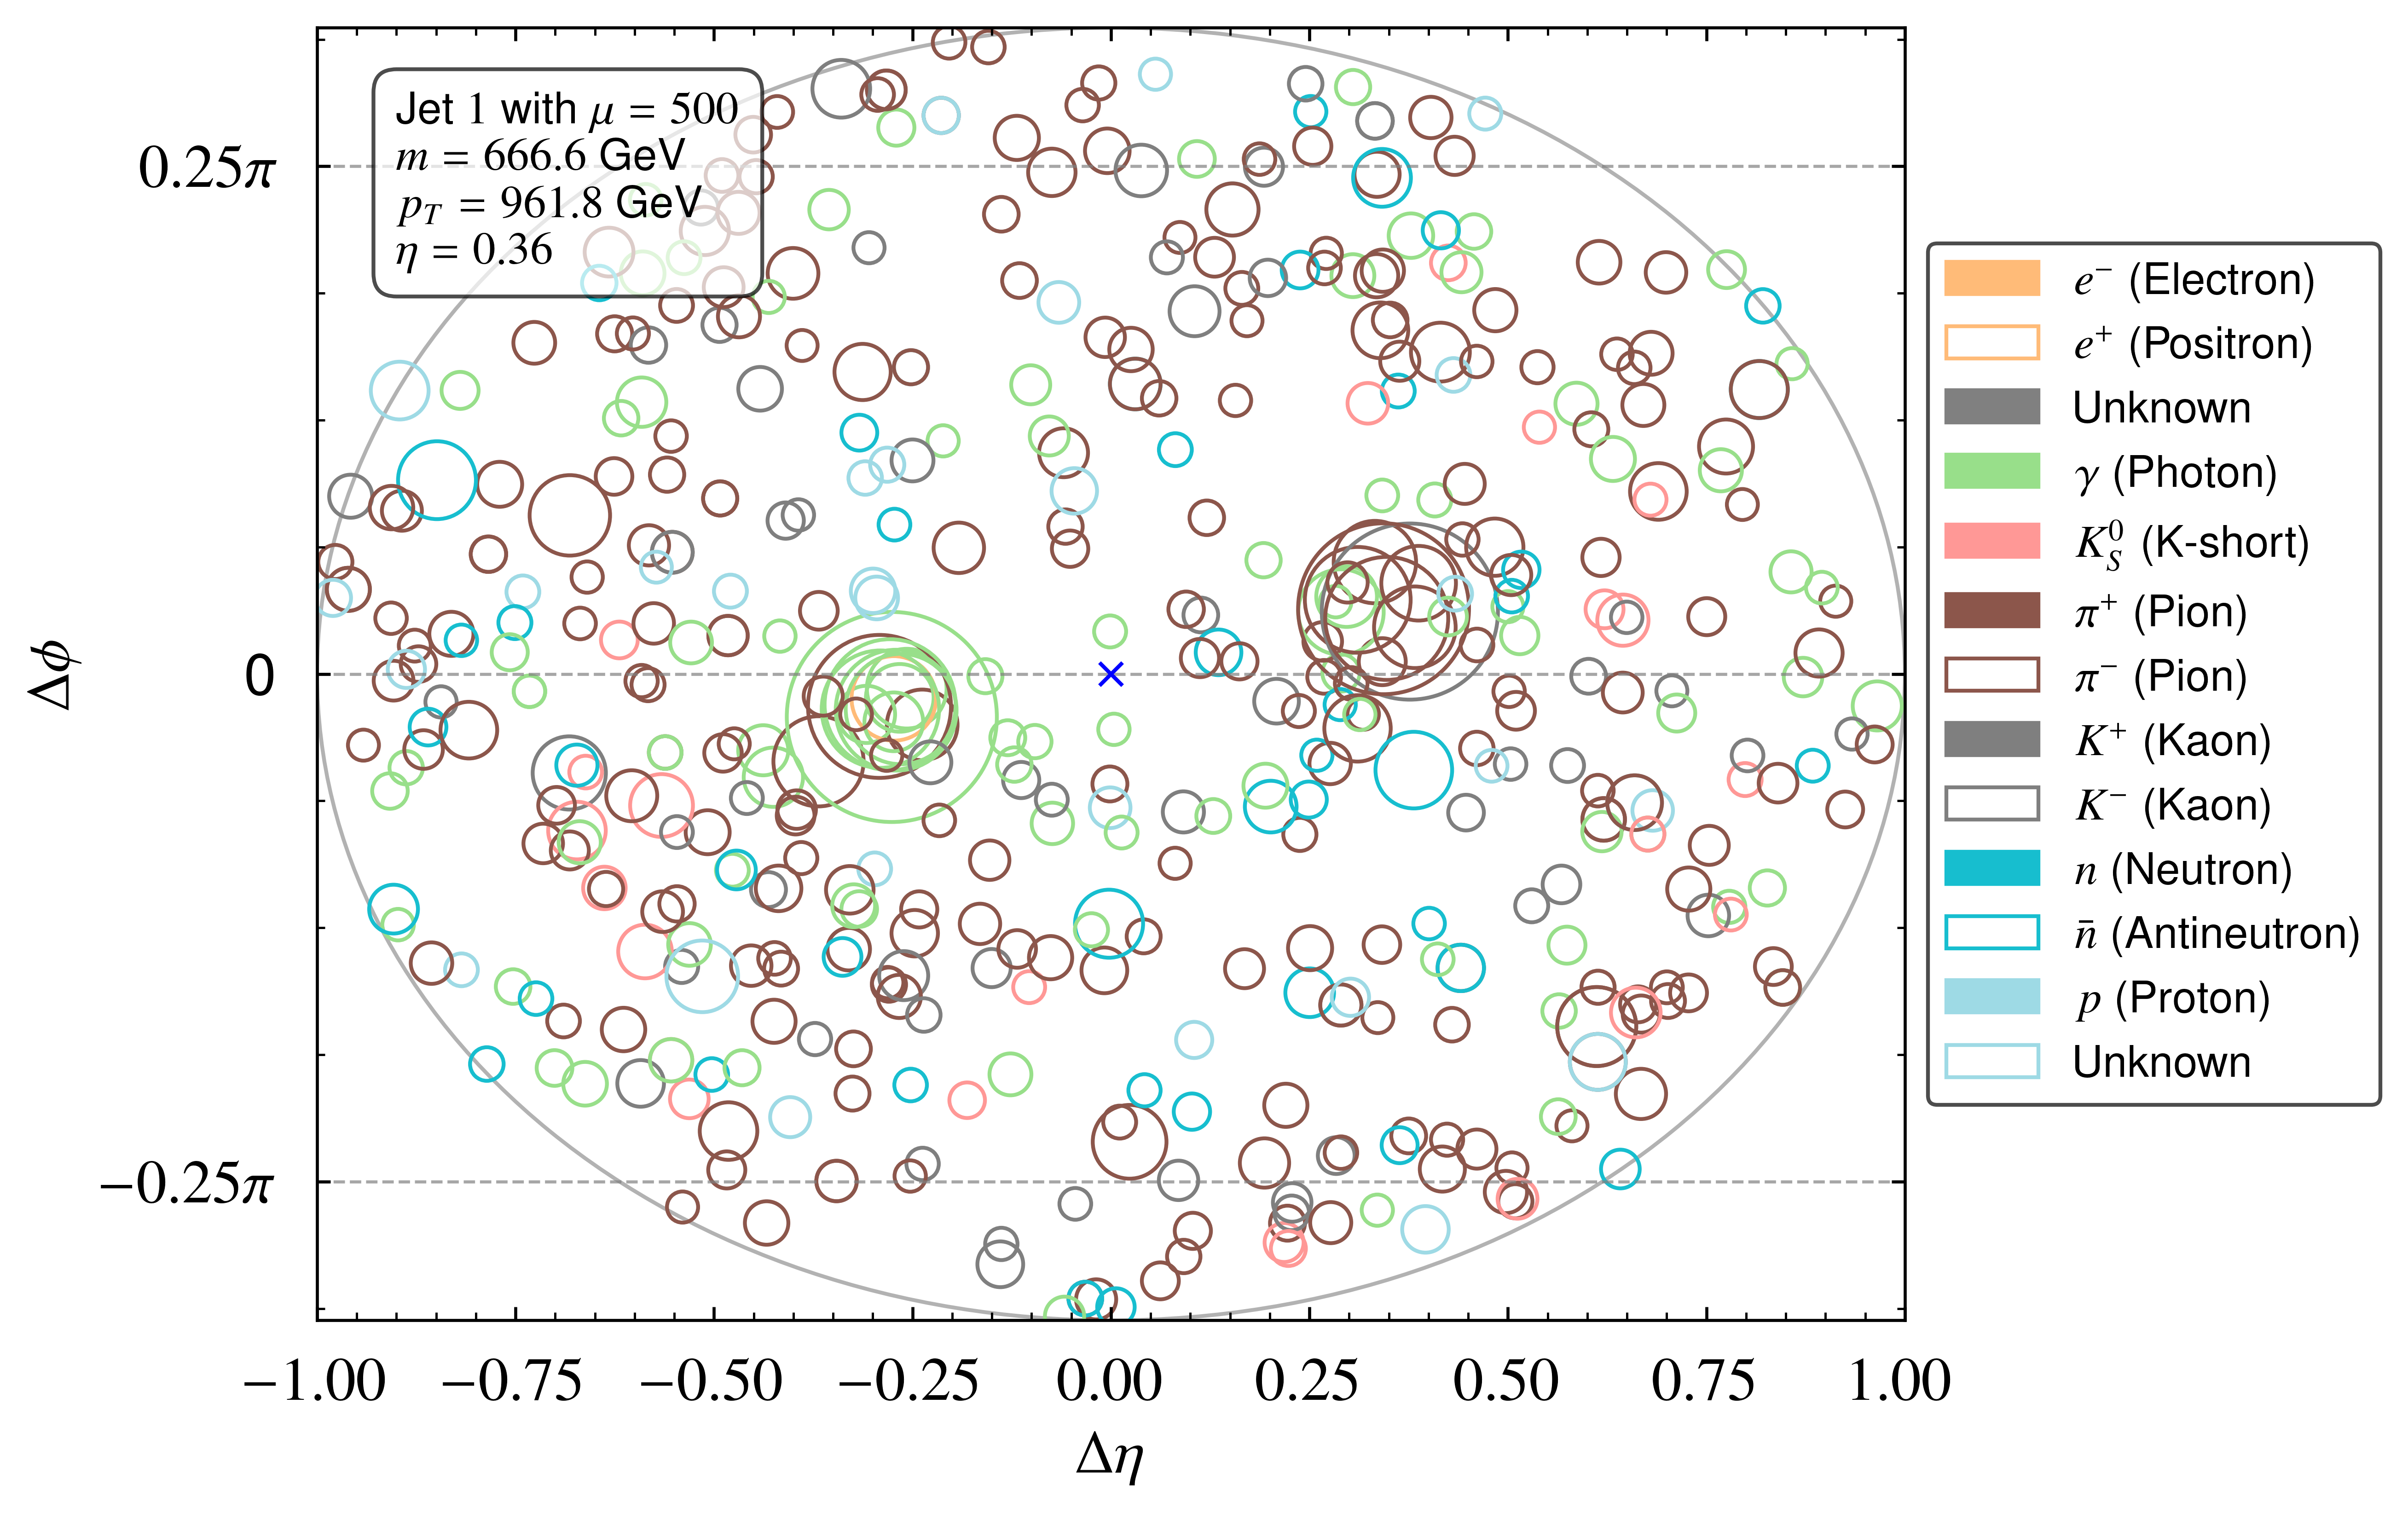 Jet 1 with μ = 500
m = 666.6 GeV
p_T = 961.8 GeV
η = 0.36
0.25π
0
−0.25π
Δϕ
−1.00 −0.75 −0.50 −0.25 0.00 0.25 0.50 0.75 1.00
Δη
e⁻ (Electron)
e⁺ (Positron)
Unknown
γ (Photon)
K_S^0 (K-short)
π⁺ (Pion)
π⁻ (Pion)
K⁺ (Kaon)
K⁻ (Kaon)
n (Neutron)
n̄ (Antineutron)
p (Proton)
Unknown